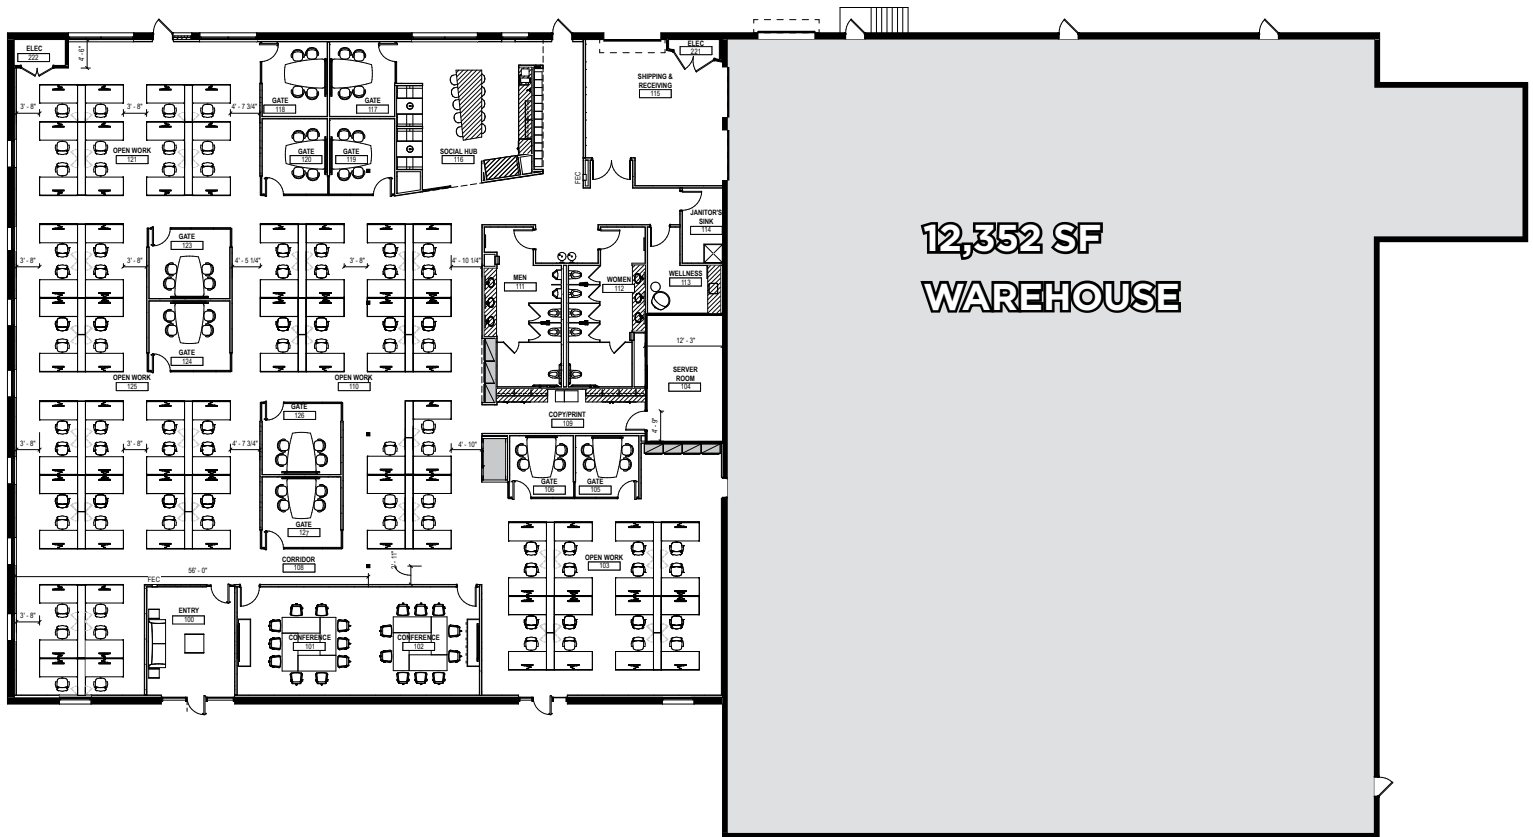 ELEC
222
4' - 6"
GATE
118
GATE
117
GATE
120
GATE
119
SOCIAL HUB
116
SHIPPING &
RECEIVING
115
ELEC
221
3' - 8"
3' - 8"
4' - 7 3/4"
OPEN WORK
121
FEC
JANITOR'S
SINK
114
12,352 SF
WAREHOUSE
GATE
123
3' - 8"
3' - 8"
4' - 5 1/4"
3' - 8"
4' - 10 1/4"
MEN
111
WOMEN
112
WELLNESS
113
GATE
124
12' - 3"
SERVER
ROOM
104
OPEN WORK
125
OPEN WORK
110
GATE
126
COPY/PRINT
109
4' - 9"
3' - 8"
3' - 8"
4' - 7 3/4"
4' - 10"
GATE
106
GATE
105
GATE
127
CORRIDOR
108
OPEN WORK
103
56' - 0"
FEC
3' - 8"
ENTRY
100
CONFERENCE
101
CONFERENCE
102